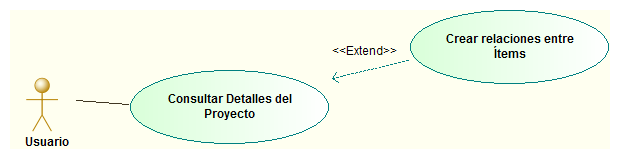 Crear relaciones entre
Ítems
<<Extend>>
Consultar Detalles del
Proyecto
Usuario